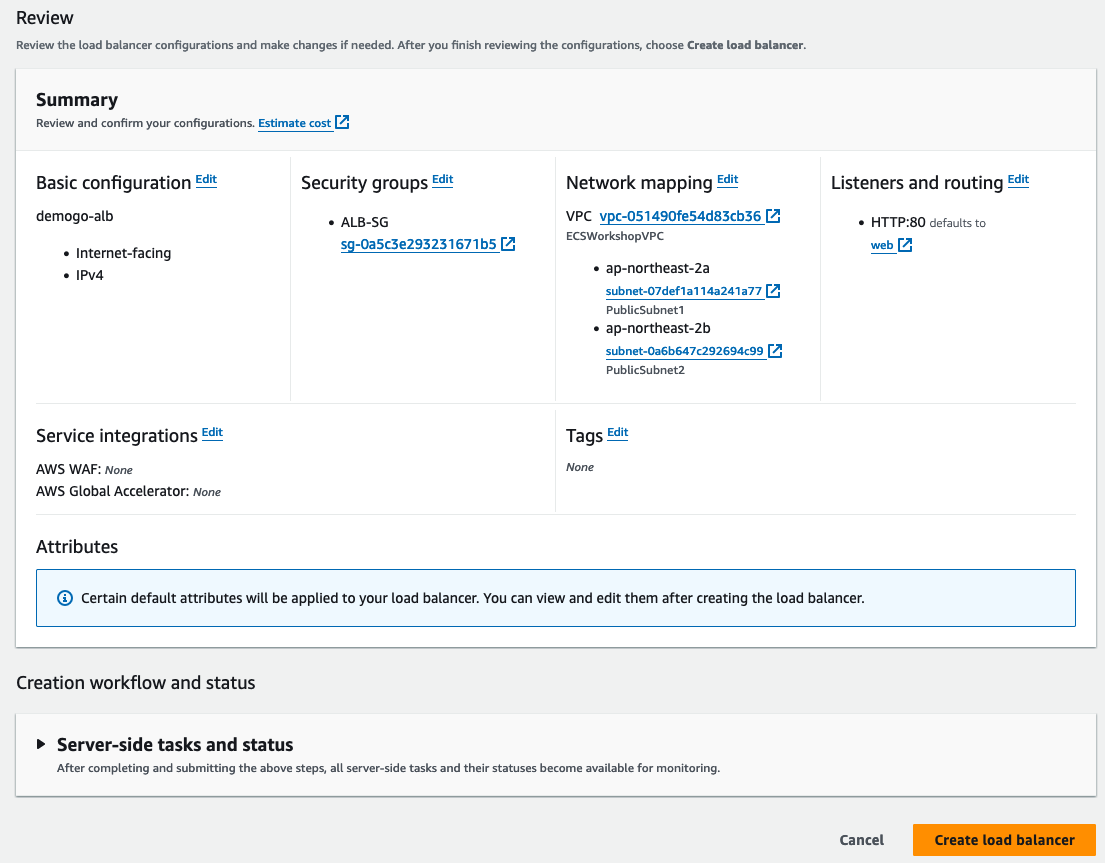 Review
Review the load balancer configurations and make changes if needed. After you finish reviewing the configurations, choose Create load balancer.
Summary
Review and confirm your configurations. Estimate cost
Basic configuration Edit
demogo-alb
• Internet-facing
• IPv4
Security groups Edit
• ALB-SG
sg-0a5c3e293231671b5
Network mapping Edit
VPC vpc-051490fe54d83cb36
ECSWorkshopVPC
• ap-northeast-2a
subnet-07def1a114a241a77
PublicSubnet1
• ap-northeast-2b
subnet-0a6b647c292694c99
PublicSubnet2
Listeners and routing Edit
• HTTP:80 defaults to
web
Service integrations Edit
AWS WAF: None
AWS Global Accelerator: None
Tags Edit
None
Attributes
Certain default attributes will be applied to your load balancer. You can view and edit them after creating the load balancer.
Creation workflow and status
Server-side tasks and status
After completing and submitting the above steps, all server-side tasks and their statuses become available for monitoring.
Cancel
Create load balancer